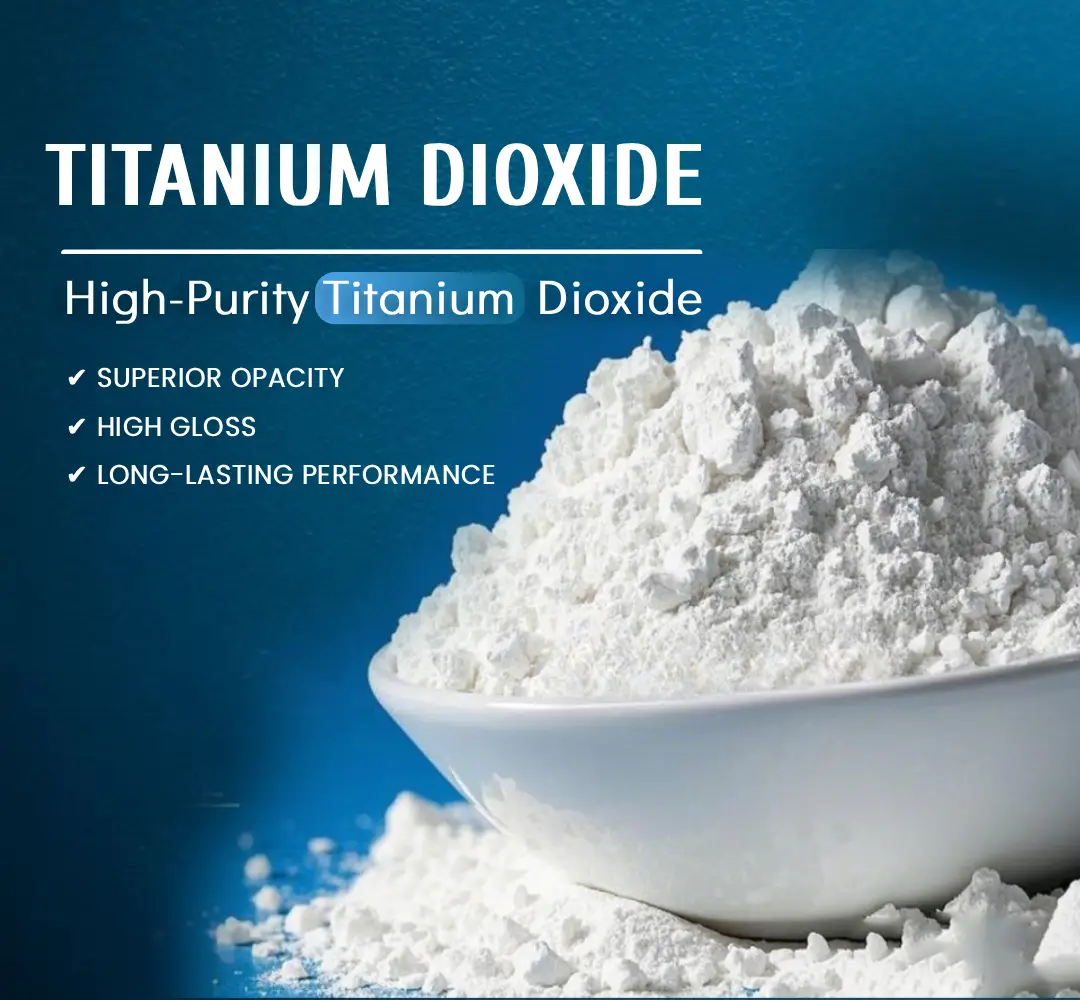 TITANIUM DIOXIDE
High-Purity Titanium Dioxide
✔ SUPERIOR OPACITY
✔ HIGH GLOSS
✔ LONG-LASTING PERFORMANCE